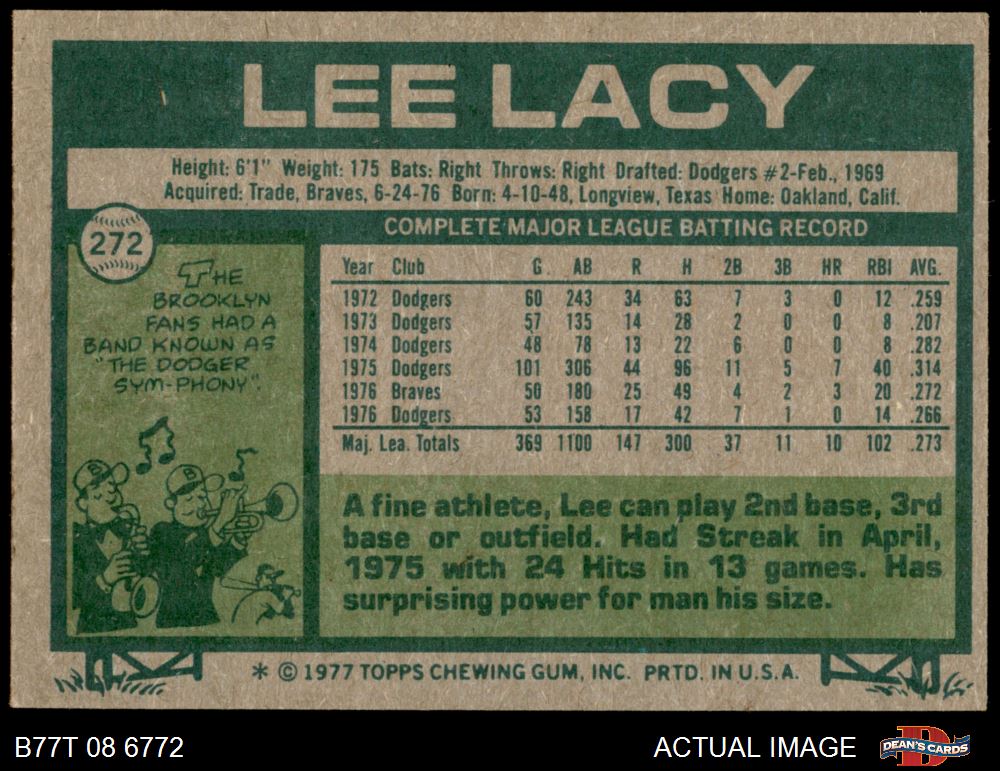 LEE LACY
Height: 6'1" Weight: 175 Bats: Right Throws: Right Drafted: Dodgers #2-Feb., 1969
Acquired: Trade, Braves, 6-24-76 Born: 4-10-48, Longview, Texas Home: Oakland, Calif.
272
THE
BROOKLYN
FANS HAD A
BAND KNOWN AS
"THE DODGER
SYM-PHONY".
COMPLETE MAJOR LEAGUE BATTING RECORD
Year Club G AB R H 2B 3B HR RBI AVG.
1972 Dodgers 60 243 34 63 7 3 0 12 .259
1973 Dodgers 57 135 14 28 2 0 0 8 .207
1974 Dodgers 48 78 13 22 6 0 0 8 .282
1975 Dodgers 101 306 44 96 11 5 7 40 .314
1976 Braves 50 180 25 49 4 2 3 20 .272
1976 Dodgers 53 158 17 42 7 1 0 14 .266
Maj. Lea. Totals 369 1100 147 300 37 11 10 102 .273
A fine athlete, Lee can play 2nd base, 3rd
base or outfield. Had Streak in April,
1975 with 24 Hits in 13 games. Has
surprising power for man his size.
* © 1977 TOPPS CHEWING GUM, INC. PRTD. IN U.S.A.
B77T 08 6772
ACTUAL IMAGE
DEAN'S CARDS